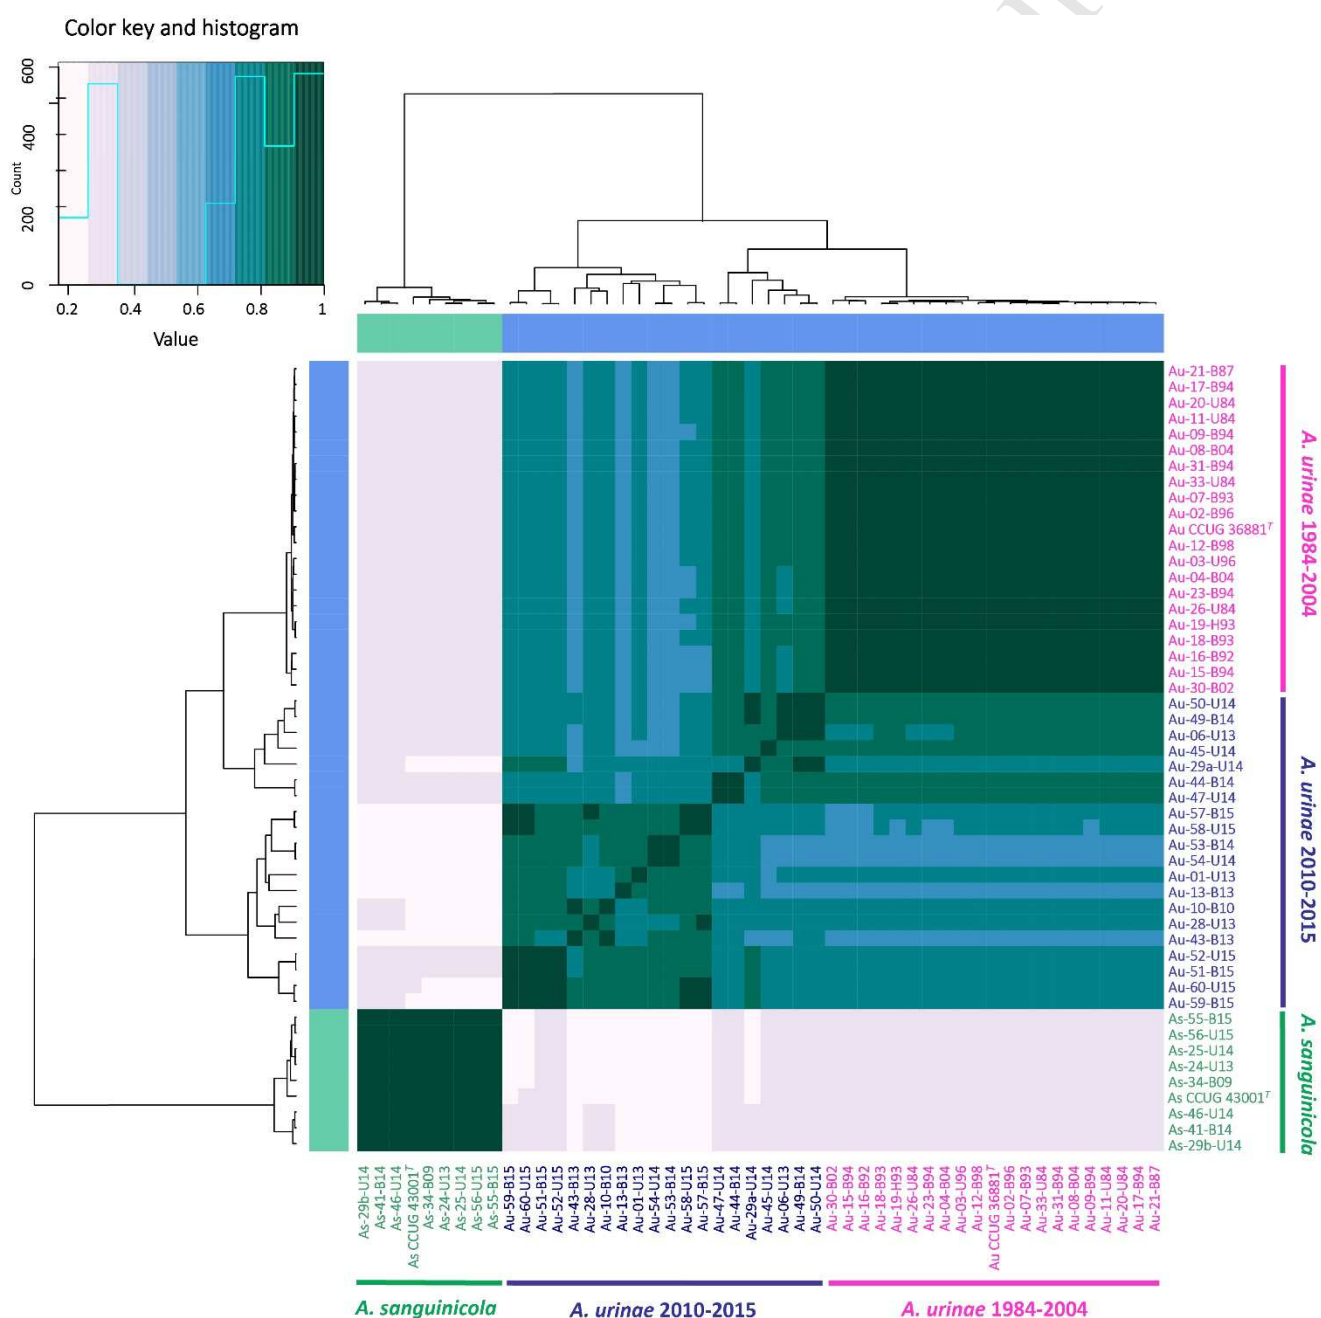 Color key and histogram
600
400
200
0
Count
0.2 0.4 0.6 0.8 1
Value
Au-21-B87
Au-17-B94
Au-20-U84
Au-11-U84
Au-09-B94
Au-08-B04
Au-31-B94
Au-33-U84
Au-07-B93
Au-02-B96
Au CCUG 36881ᵀ
Au-12-B98
Au-03-U96
Au-04-B04
Au-23-B94
Au-26-U84
Au-19-H93
Au-18-B93
Au-16-B92
Au-15-B94
Au-30-B02
Au-50-U14
Au-49-B14
Au-06-U13
Au-45-U14
Au-29a-U14
Au-44-B14
Au-47-U14
Au-57-B15
Au-58-U15
Au-53-B14
Au-54-U14
Au-01-U13
Au-13-B13
Au-10-B10
Au-28-U13
Au-43-B13
Au-52-U15
Au-51-B15
Au-60-U15
Au-59-B15
As-55-B15
As-56-U15
As-25-U14
As-24-U13
As-34-B09
As CCUG 43001ᵀ
As-46-U14
As-41-B14
As-29b-U14
A. urinae 1984-2004
A. urinae 2010-2015
A. sanguinicola
As-29b-U14
As-41-B14
As-46-U14
As CCUG 43001ᵀ
As-34-B09
As-24-U13
As-25-U14
As-56-U15
As-55-B15
Au-59-B15
Au-60-U15
Au-51-B15
Au-52-U15
Au-43-B13
Au-28-U13
Au-10-B10
Au-13-B13
Au-01-U13
Au-54-U14
Au-53-B14
Au-58-U15
Au-57-B15
Au-47-U14
Au-44-B14
Au-29a-U14
Au-45-U14
Au-06-U13
Au-49-B14
Au-50-U14
Au-30-B02
Au-15-B94
Au-16-B92
Au-18-B93
Au-19-H93
Au-26-U84
Au-23-B94
Au-04-B04
Au-03-U96
Au-12-B98
Au CCUG 36881ᵀ
Au-02-B96
Au-07-B93
Au-33-U84
Au-31-B94
Au-08-B04
Au-09-B94
Au-11-U84
Au-20-U84
Au-17-B94
Au-21-B87
A. sanguinicola
A. urinae 2010-2015
A. urinae 1984-2004